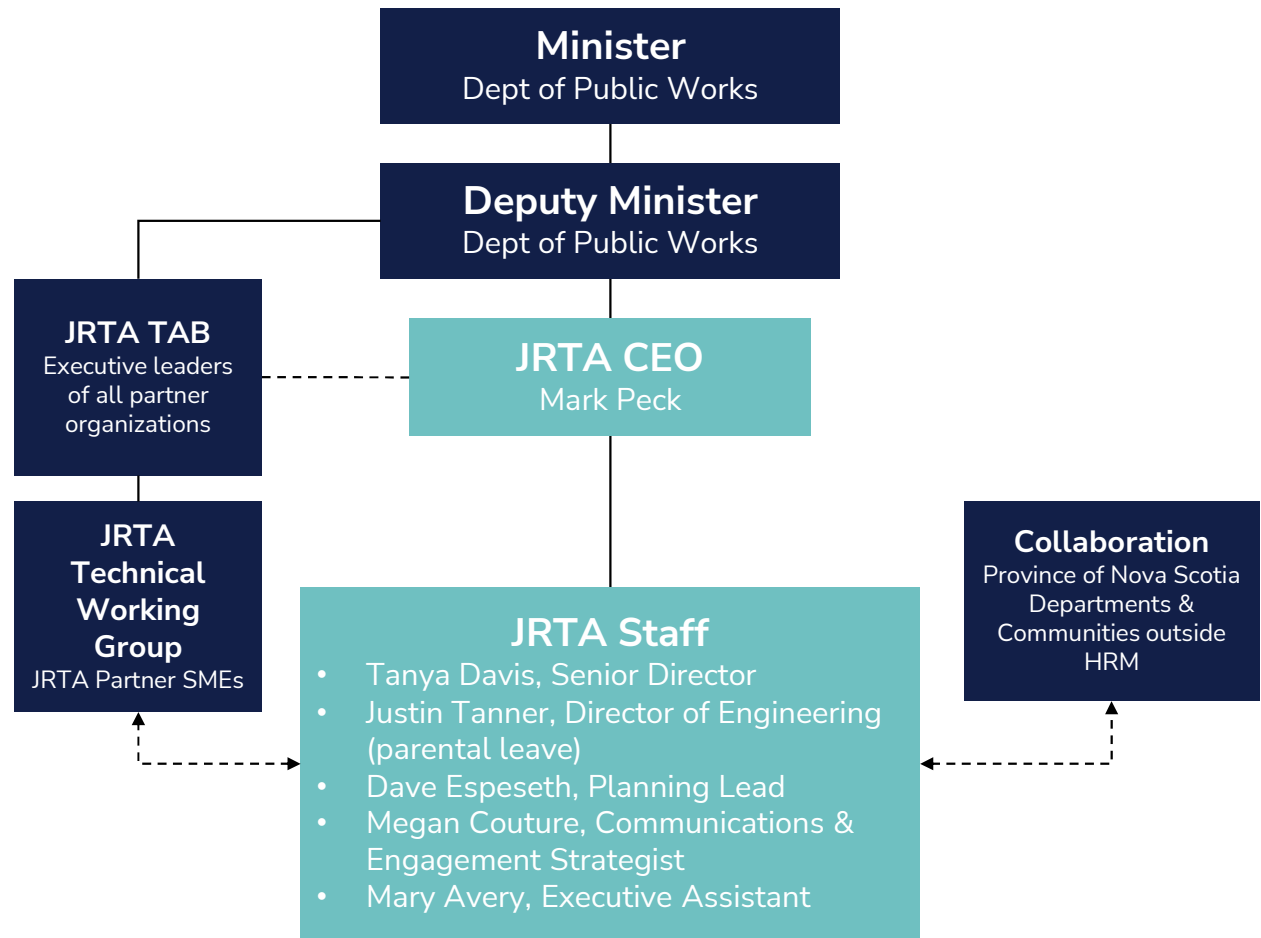 Minister
Dept of Public Works
Deputy Minister
Dept of Public Works
JRTA TAB
Executive leaders
of all partner
organizations
JRTA CEO
Mark Peck
JRTA
Technical
Working
Group
JRTA Partner SMEs
Collaboration
Province of Nova Scotia
Departments &
Communities outside
HRM
JRTA Staff
• Tanya Davis, Senior Director
• Justin Tanner, Director of Engineering
(parental leave)
• Dave Espeseth, Planning Lead
• Megan Couture, Communications &
Engagement Strategist
• Mary Avery, Executive Assistant